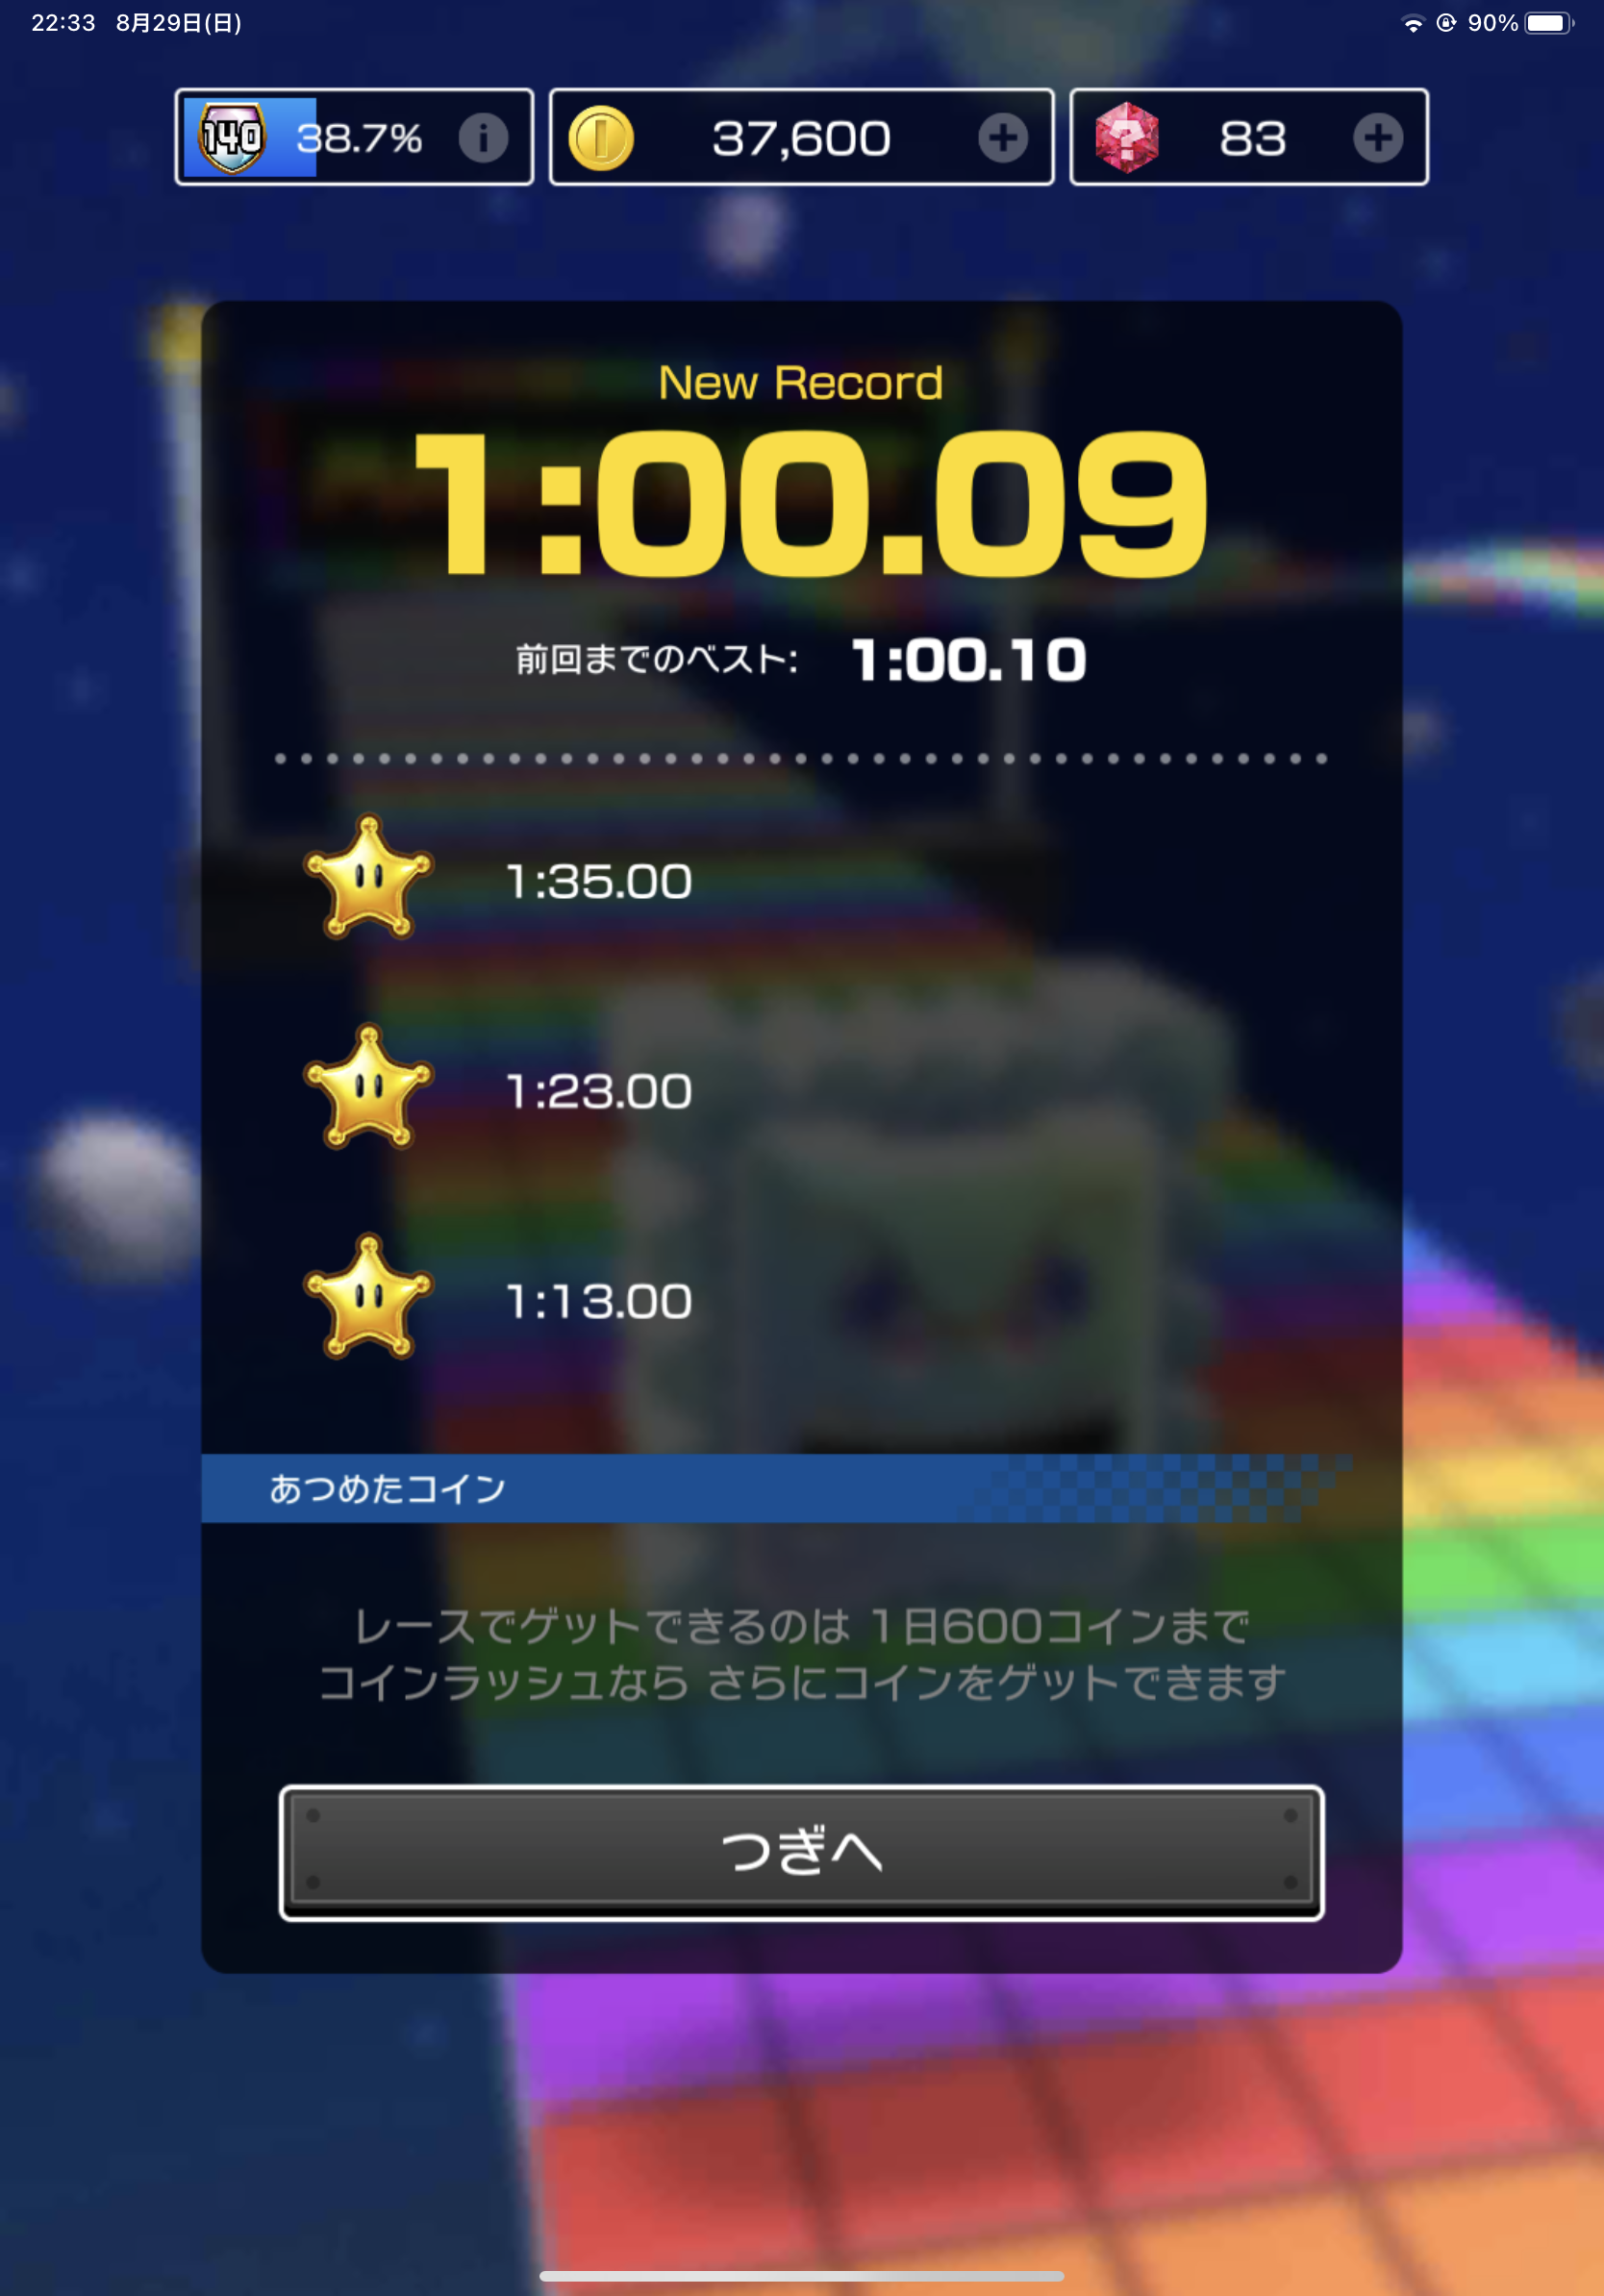 22:33 8月29日(日)
90%
140 38.7% i
37,600 +
83 +
New Record
1:00.09
前回までのベスト: 1:00.10
1:35.00
1:23.00
1:13.00
あつめたコイン
レースでゲットできるのは 1日600コインまで
コインラッシュなら さらにコインをゲットできます
つぎへ